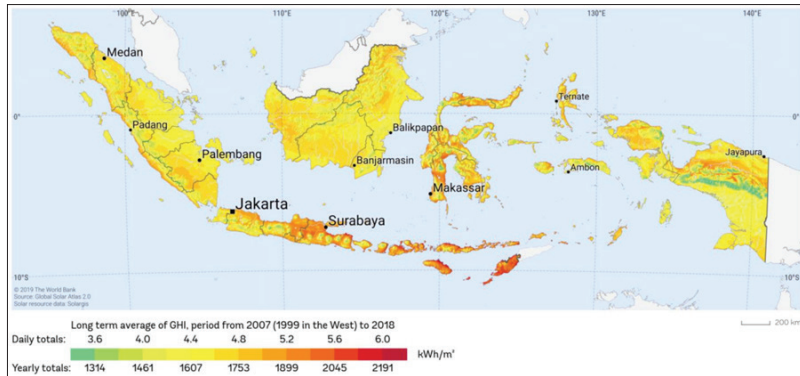 100°E 110°E 120°E 130°E 140°E
Medan
Ternate
0° 0°
Padang
Balikpapan
Palembang
Jayapura
Banjarmasin
Ambon
Makassar
Jakarta
Surabaya
10°S 10°S
© 2019 The World Bank
Source: Global Solar Atlas 2.0
Solar resource data: Solargis
Long term average of GHI, period from 2007 (1999 in the West) to 2018
200 km
Daily totals: 3.6 4.0 4.4 4.8 5.2 5.6 6.0
kWh/m²
Yearly totals: 1314 1461 1607 1753 1899 2045 2191